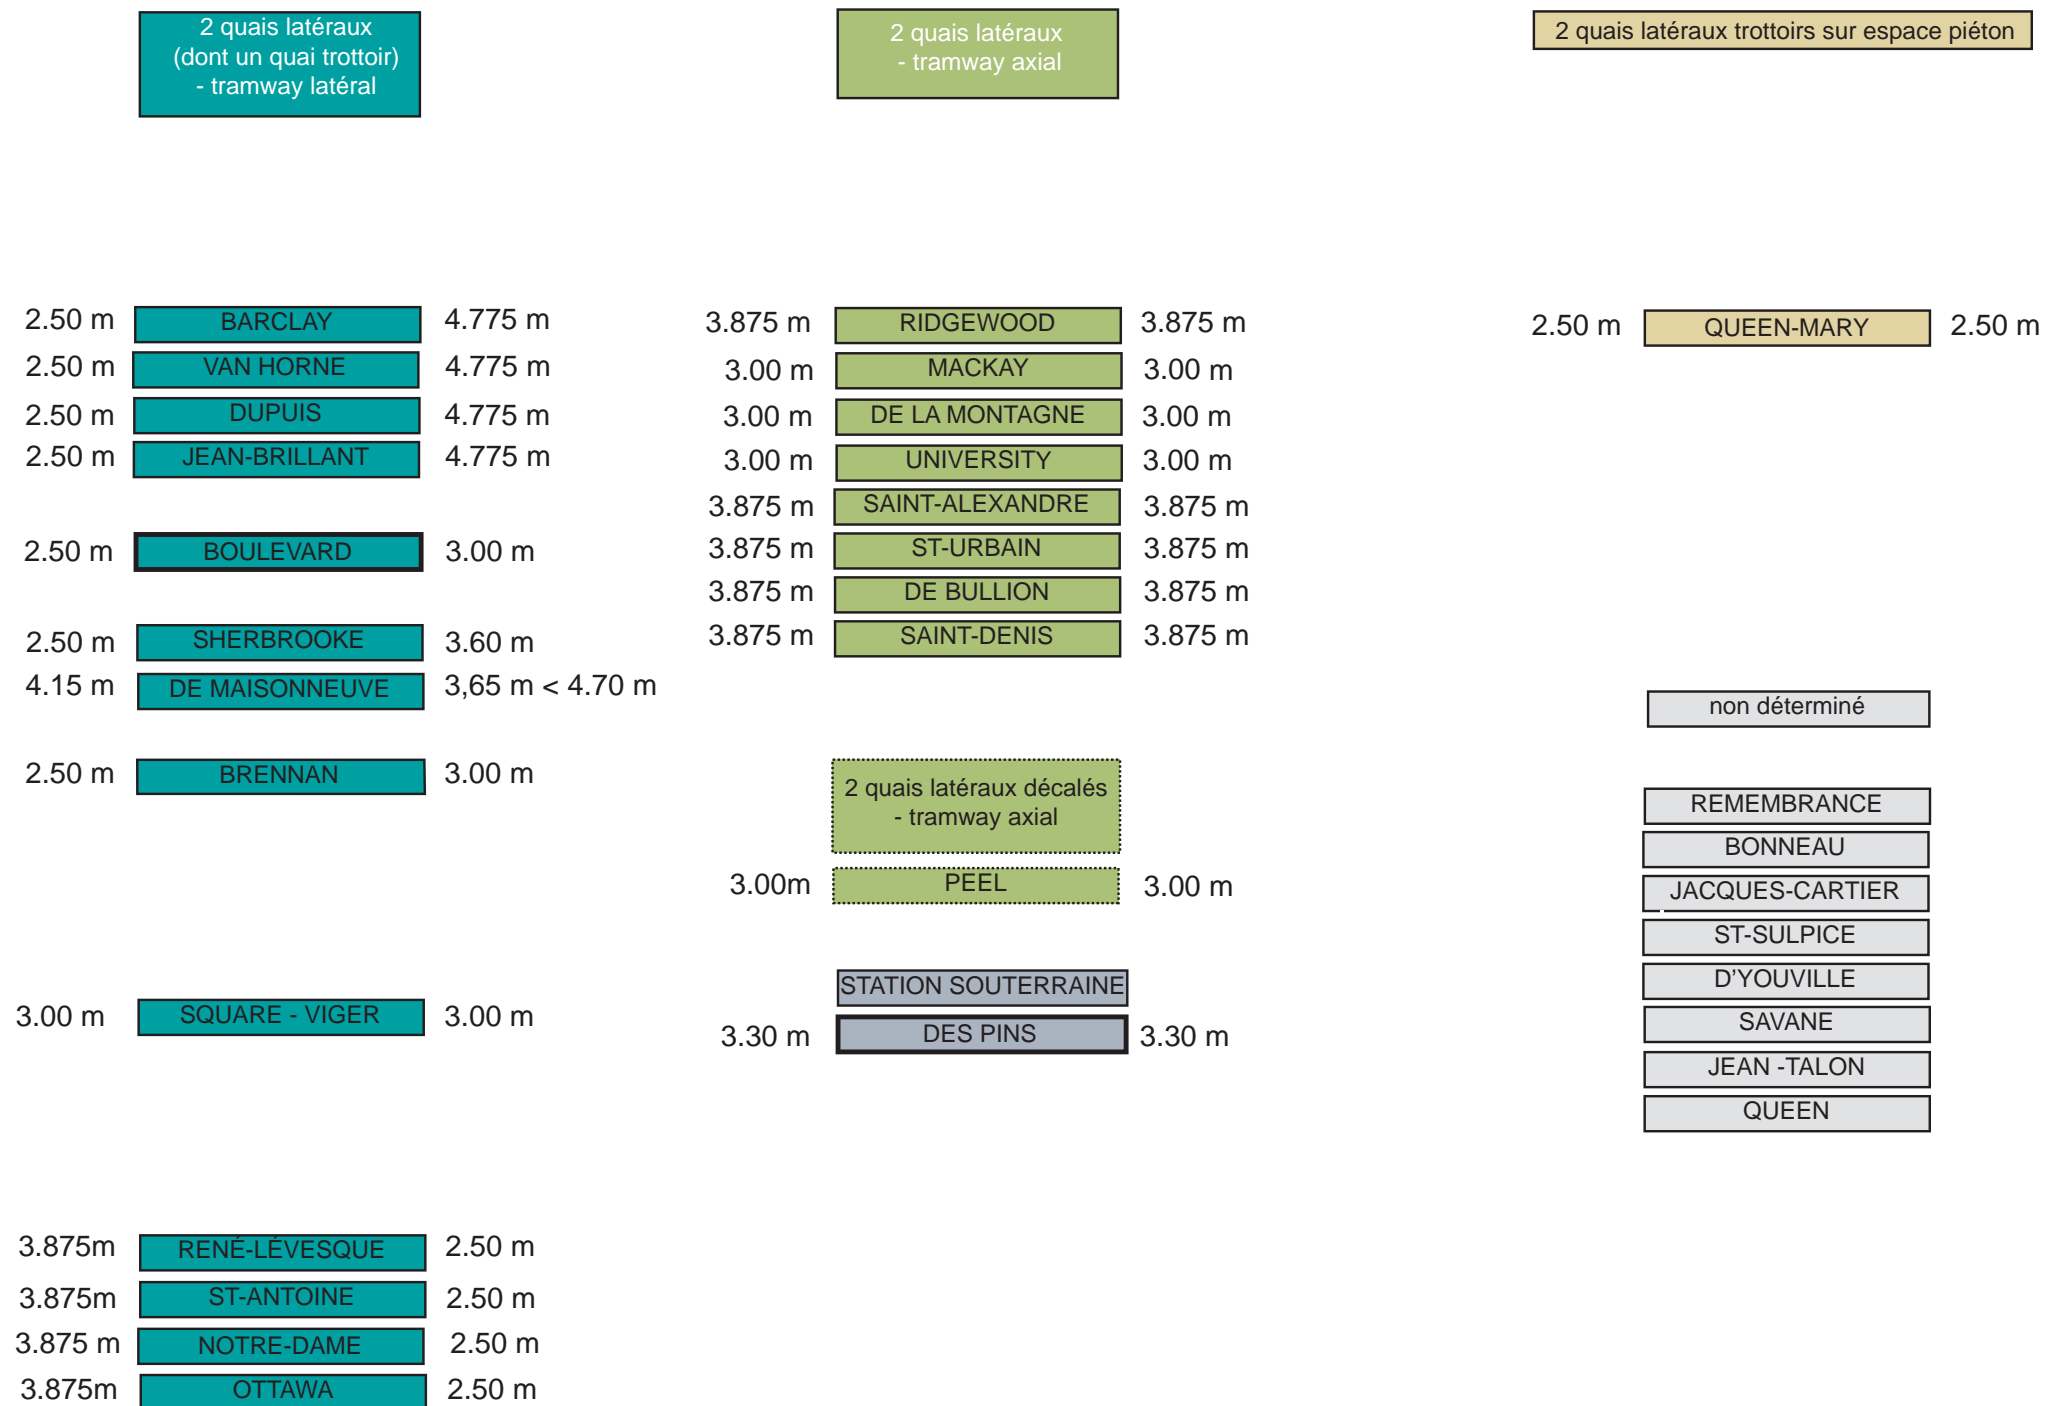 2 quais latéraux
(dont un quai trottoir)
- tramway latéral
2.50 m BARCLAY 4.775 m
2.50 m VAN HORNE 4.775 m
2.50 m DUPUIS 4.775 m
2.50 m JEAN-BRILLANT 4.775 m
2.50 m BOULEVARD 3.00 m
2.50 m SHERBROOKE 3.60 m
4.15 m DE MAISONNEUVE 3,65 m < 4.70 m
2.50 m BRENNAN 3.00 m
3.00 m SQUARE - VIGER 3.00 m
3.875m RENÉ-LÉVESQUE 2.50 m
3.875m ST-ANTOINE 2.50 m
3.875 m NOTRE-DAME 2.50 m
3.875m OTTAWA 2.50 m
2 quais latéraux
- tramway axial
3.875 m RIDGEWOOD 3.875 m
3.00 m MACKAY 3.00 m
3.00 m DE LA MONTAGNE 3.00 m
3.00 m UNIVERSITY 3.00 m
3.875 m SAINT-ALEXANDRE 3.875 m
3.875 m ST-URBAIN 3.875 m
3.875 m DE BULLION 3.875 m
3.875 m SAINT-DENIS 3.875 m
2 quais latéraux décalés
- tramway axial
3.00m PEEL 3.00 m
STATION SOUTERRAINE
3.30 m DES PINS 3.30 m
2 quais latéraux trottoirs sur espace piéton
2.50 m QUEEN-MARY 2.50 m
non déterminé
REMEMBRANCE
BONNEAU
JACQUES-CARTIER
ST-SULPICE
D'YOUVILLE
SAVANE
JEAN -TALON
QUEEN